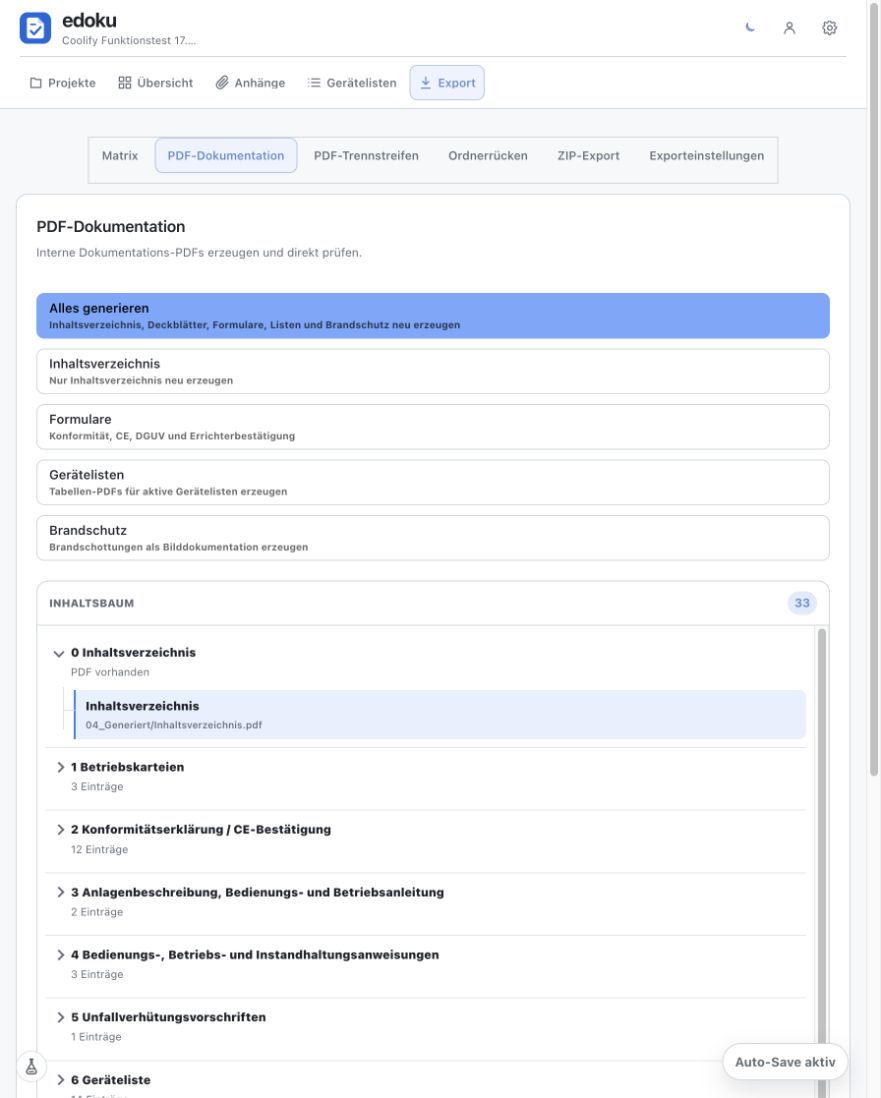 edoku
Coolify Funktionstest 17....
Projekte
Übersicht
Anhänge
Gerätelisten
Export
Matrix
PDF-Dokumentation
PDF-Trennstreifen
Ordnerrücken
ZIP-Export
Exporteinstellungen
PDF-Dokumentation
Interne Dokumentations-PDFs erzeugen und direkt prüfen.
Alles generieren
Inhaltsverzeichnis, Deckblätter, Formulare, Listen und Brandschutz neu erzeugen
Inhaltsverzeichnis
Nur Inhaltsverzeichnis neu erzeugen
Formulare
Konformität, CE, DGUV und Errichterbestätigung
Gerätelisten
Tabellen-PDFs für aktive Gerätelisten erzeugen
Brandschutz
Brandschottungen als Bilddokumentation erzeugen
INHALTSBAUM
33
0 Inhaltsverzeichnis
PDF vorhanden
Inhaltsverzeichnis
04_Generiert/Inhaltsverzeichnis.pdf
1 Betriebskarteien
3 Einträge
2 Konformitätserklärung / CE-Bestätigung
12 Einträge
3 Anlagenbeschreibung, Bedienungs- und Betriebsanleitung
2 Einträge
4 Bedienungs-, Betriebs- und Instandhaltungsanweisungen
3 Einträge
5 Unfallverhütungsvorschriften
1 Einträge
Auto-Save aktiv
6 Geräteliste